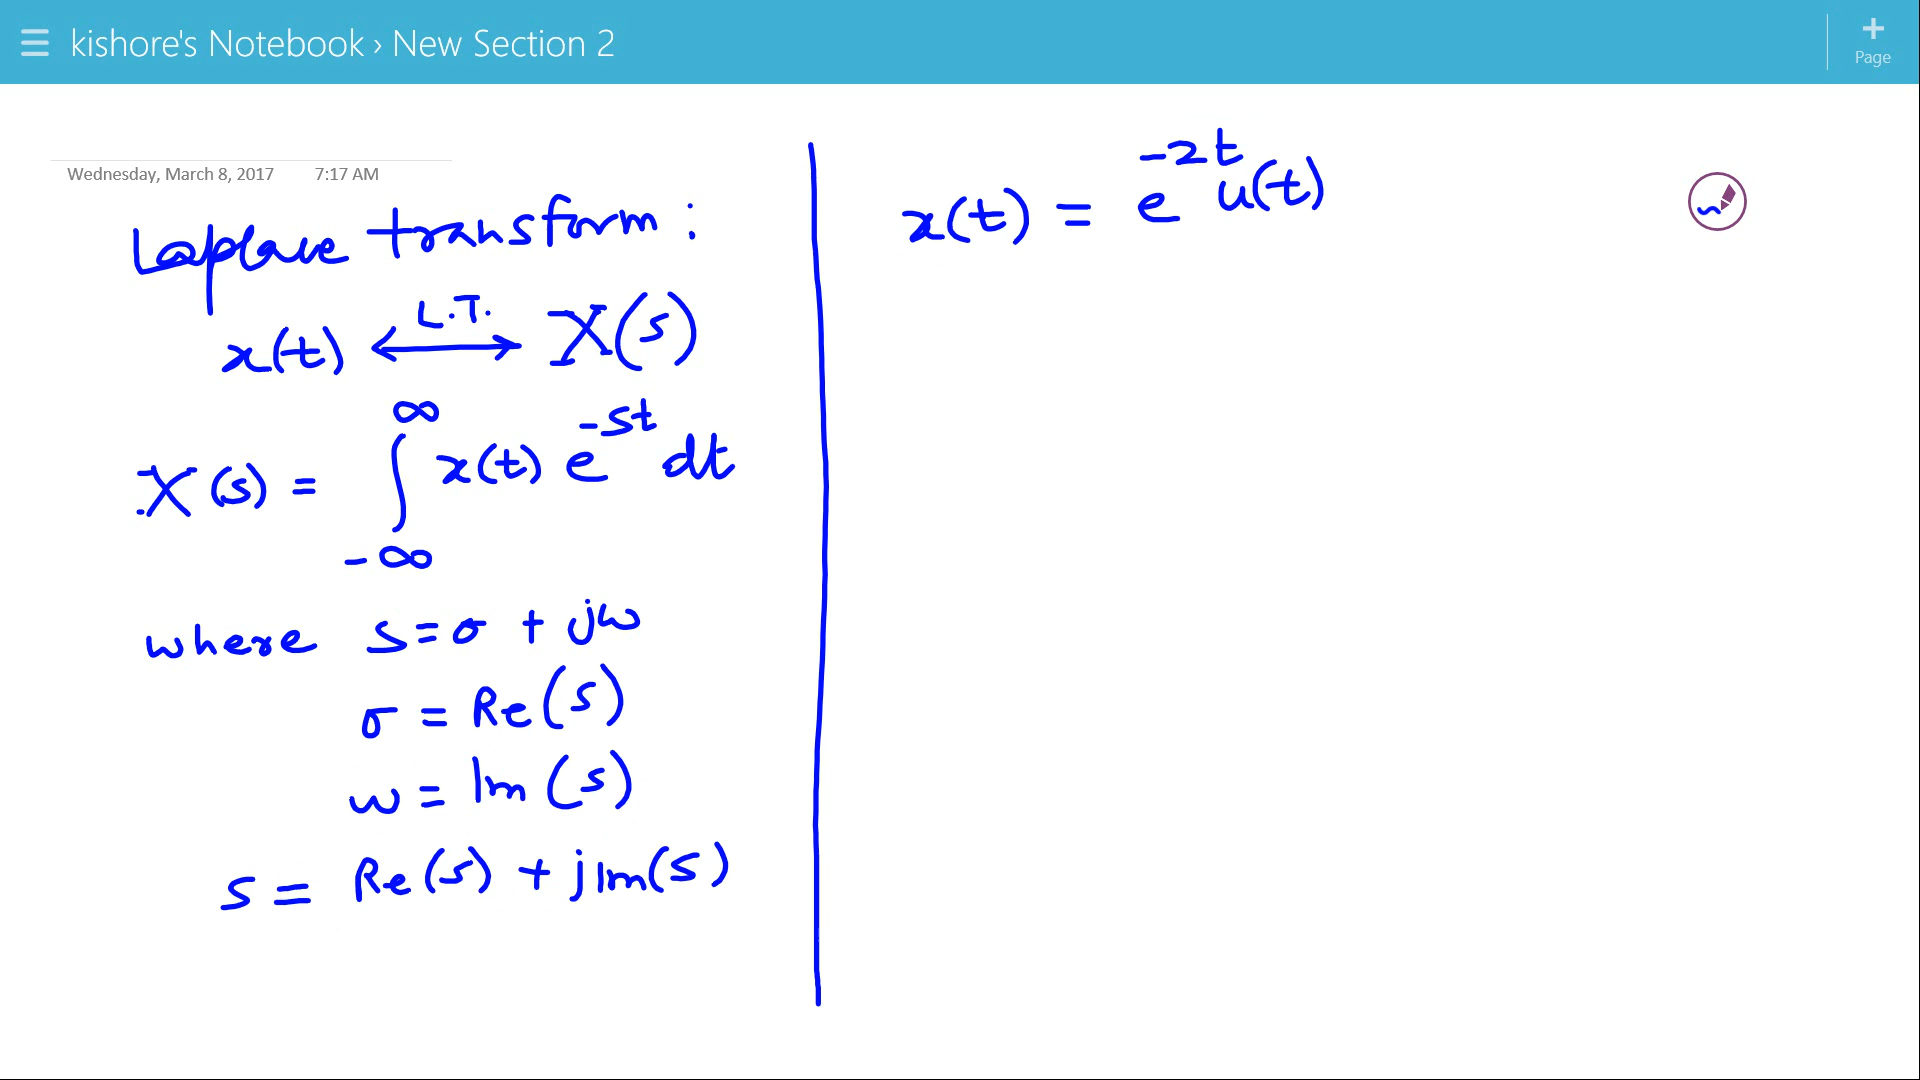 kishore's Notebook › New Section 2
+
Page
Wednesday, March 8, 2017 7:17 AM
Laplace transform :
x(t) ⟷ X(s)
L.T.
X(s) = ∫_{-∞}^{∞} x(t) e^{-st} dt
where s = σ + jω
σ = Re(s)
ω = Im(s)
s = Re(s) + jIm(s)
x(t) = e^{-2t} u(t)